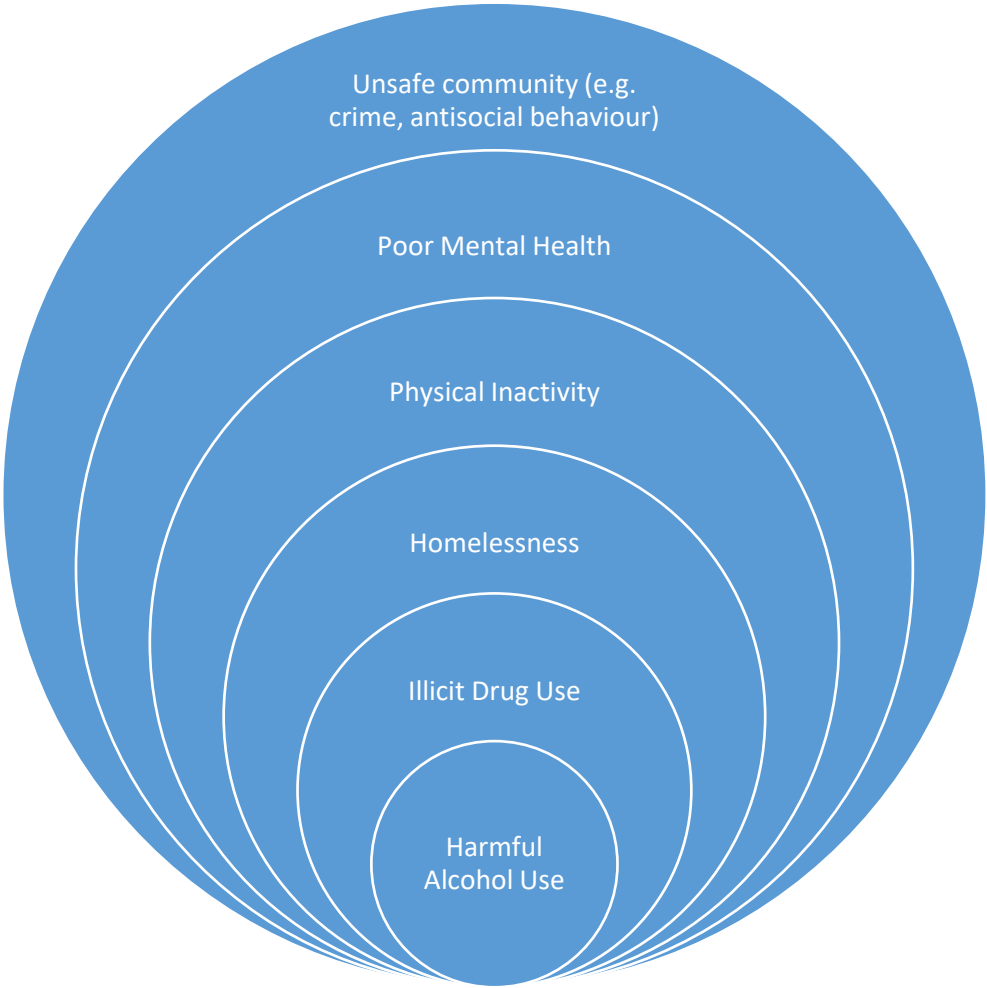 Unsafe community (e.g.
crime, antisocial behaviour)
Poor Mental Health
Physical Inactivity
Homelessness
Illicit Drug Use
Harmful
Alcohol Use